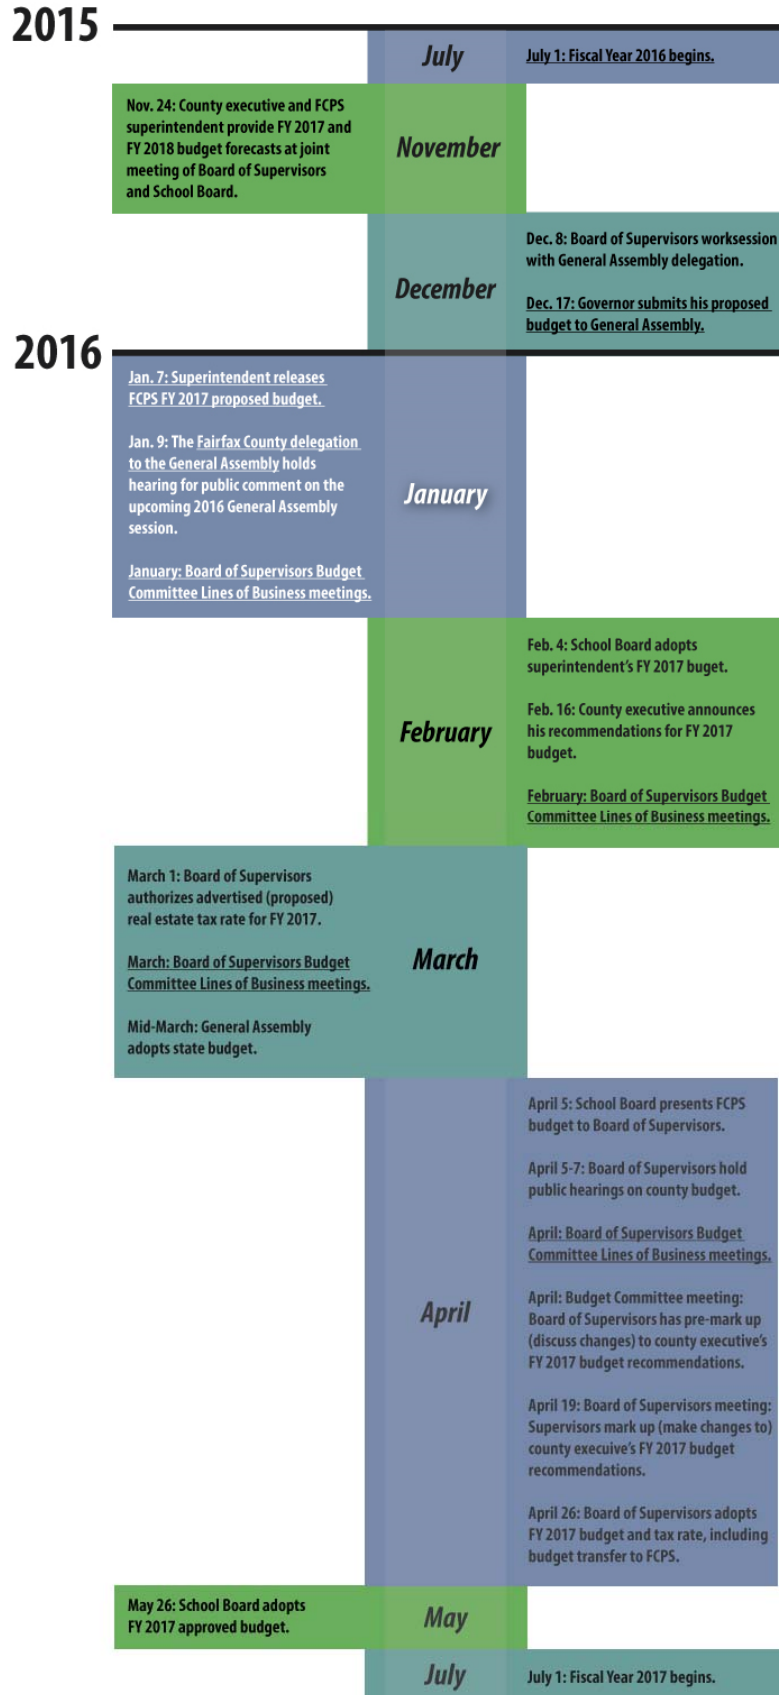 2015
July
July 1: Fiscal Year 2016 begins.
Nov. 24: County executive and FCPS
superintendent provide FY 2017 and
FY 2018 budget forecasts at joint
meeting of Board of Supervisors
and School Board.
November
December
Dec. 8: Board of Supervisors worksession
with General Assembly delegation.
Dec. 17: Governor submits his proposed
budget to General Assembly.
2016
Jan. 7: Superintendent releases
FCPS FY 2017 proposed budget.
Jan. 9: The Fairfax County delegation
to the General Assembly holds
hearing for public comment on the
upcoming 2016 General Assembly
session.
January: Board of Supervisors Budget
Committee Lines of Business meetings.
January
February
Feb. 4: School Board adopts
superintendent's FY 2017 buget.
Feb. 16: County executive announces
his recommendations for FY 2017
budget.
February: Board of Supervisors Budget
Committee Lines of Business meetings.
March 1: Board of Supervisors
authorizes advertised (proposed)
real estate tax rate for FY 2017.
March: Board of Supervisors Budget
Committee Lines of Business meetings.
Mid-March: General Assembly
adopts state budget.
March
April
April 5: School Board presents FCPS
budget to Board of Supervisors.
April 5-7: Board of Supervisors hold
public hearings on county budget.
April: Board of Supervisors Budget
Committee Lines of Business meetings.
April: Budget Committee meeting:
Board of Supervisors has pre-mark up
(discuss changes) to county executive's
FY 2017 budget recommendations.
April 19: Board of Supervisors meeting:
Supervisors mark up (make changes to)
county execuive's FY 2017 budget
recommendations.
April 26: Board of Supervisors adopts
FY 2017 budget and tax rate, including
budget transfer to FCPS.
May 26: School Board adopts
FY 2017 approved budget.
May
July
July 1: Fiscal Year 2017 begins.